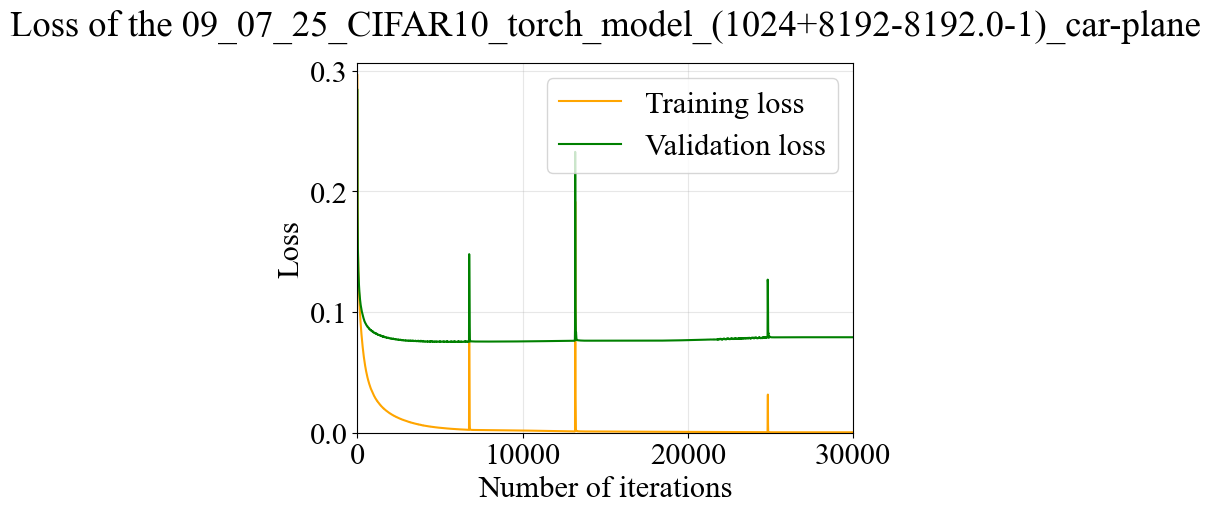 Loss of the 09_07_25_CIFAR10_torch_model_(1024+8192-8192.0-1)_car-plane
0.3
Training loss
Validation loss
0.2
Loss
0.1
0.0
0 10000 20000 30000
Number of iterations